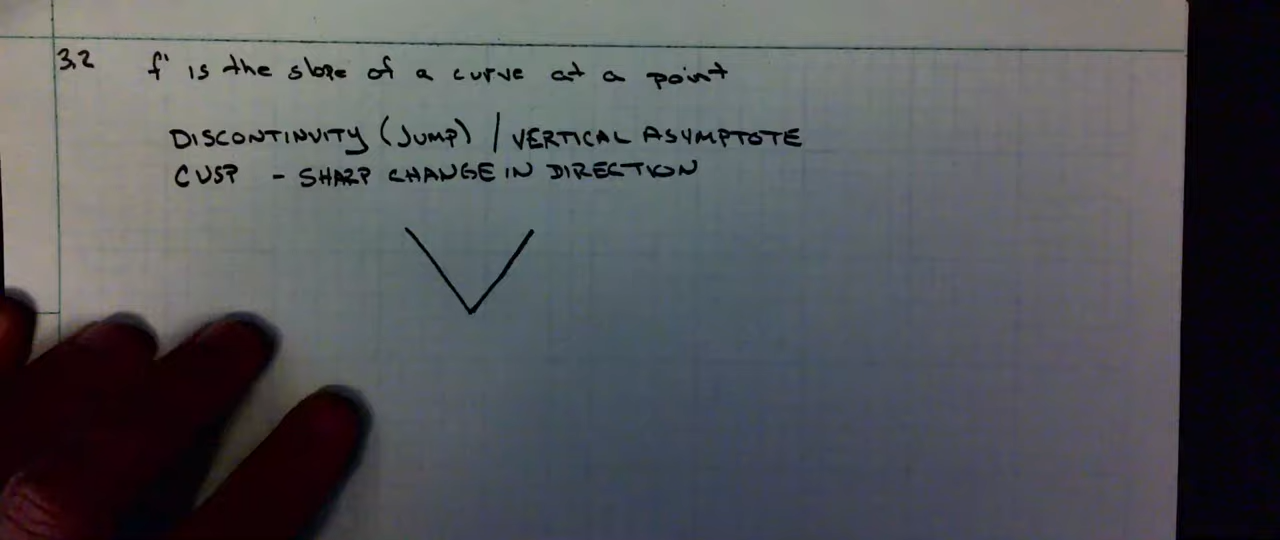 3.2 f' is the slope of a curve at a point
DISCONTINUITY (JUMP) / VERTICAL ASYMPTOTE
CUSP - SHARP CHANGE IN DIRECTION